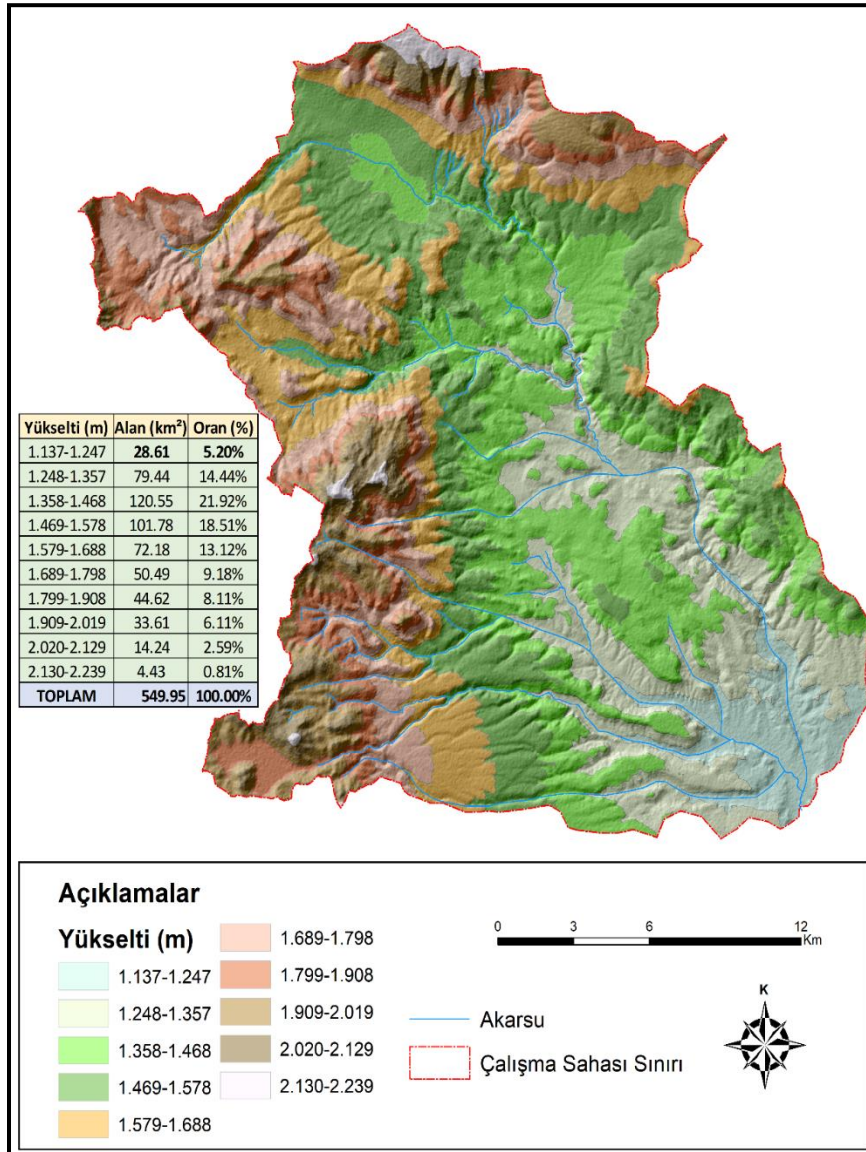 Yükselti (m) Alan (km²) Oran (%)
1.137-1.247 28.61 5.20%
1.248-1.357 79.44 14.44%
1.358-1.468 120.55 21.92%
1.469-1.578 101.78 18.51%
1.579-1.688 72.18 13.12%
1.689-1.798 50.49 9.18%
1.799-1.908 44.62 8.11%
1.909-2.019 33.61 6.11%
2.020-2.129 14.24 2.59%
2.130-2.239 4.43 0.81%
TOPLAM 549.95 100.00%
Açıklamalar
Yükselti (m)
1.137-1.247
1.248-1.357
1.358-1.468
1.469-1.578
1.579-1.688
1.689-1.798
1.799-1.908
1.909-2.019
2.020-2.129
2.130-2.239
0 3 6 12
Km
Akarsu
Çalışma Sahası Sınırı
K